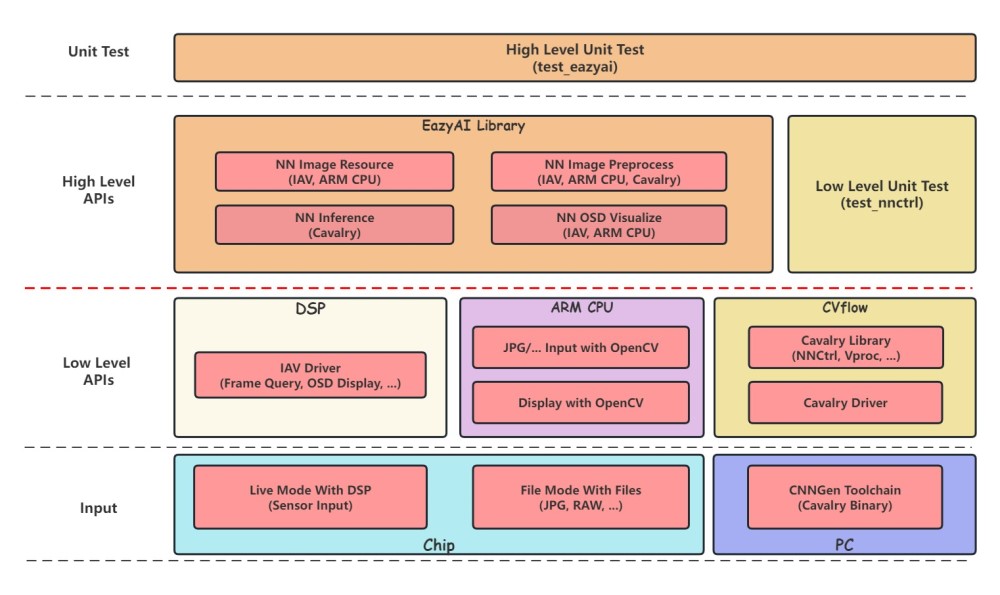 Unit Test
High Level Unit Test
(test_eazyai)
High Level
APIs
EazyAI Library
NN Image Resource
(IAV, ARM CPU)
NN Image Preprocess
(IAV, ARM CPU, Cavalry)
NN Inference
(Cavalry)
NN OSD Visualize
(IAV, ARM CPU)
Low Level Unit Test
(test_nnctrl)
Low Level
APIs
DSP
IAV Driver
(Frame Query, OSD Display, ...)
ARM CPU
JPG/... Input with OpenCV
Display with OpenCV
CVflow
Cavalry Library
(NNCtrl, Vproc, ...)
Cavalry Driver
Input
Live Mode With DSP
(Sensor Input)
File Mode With Files
(JPG, RAW, ...)
Chip
CNNGen Toolchain
(Cavalry Binary)
PC